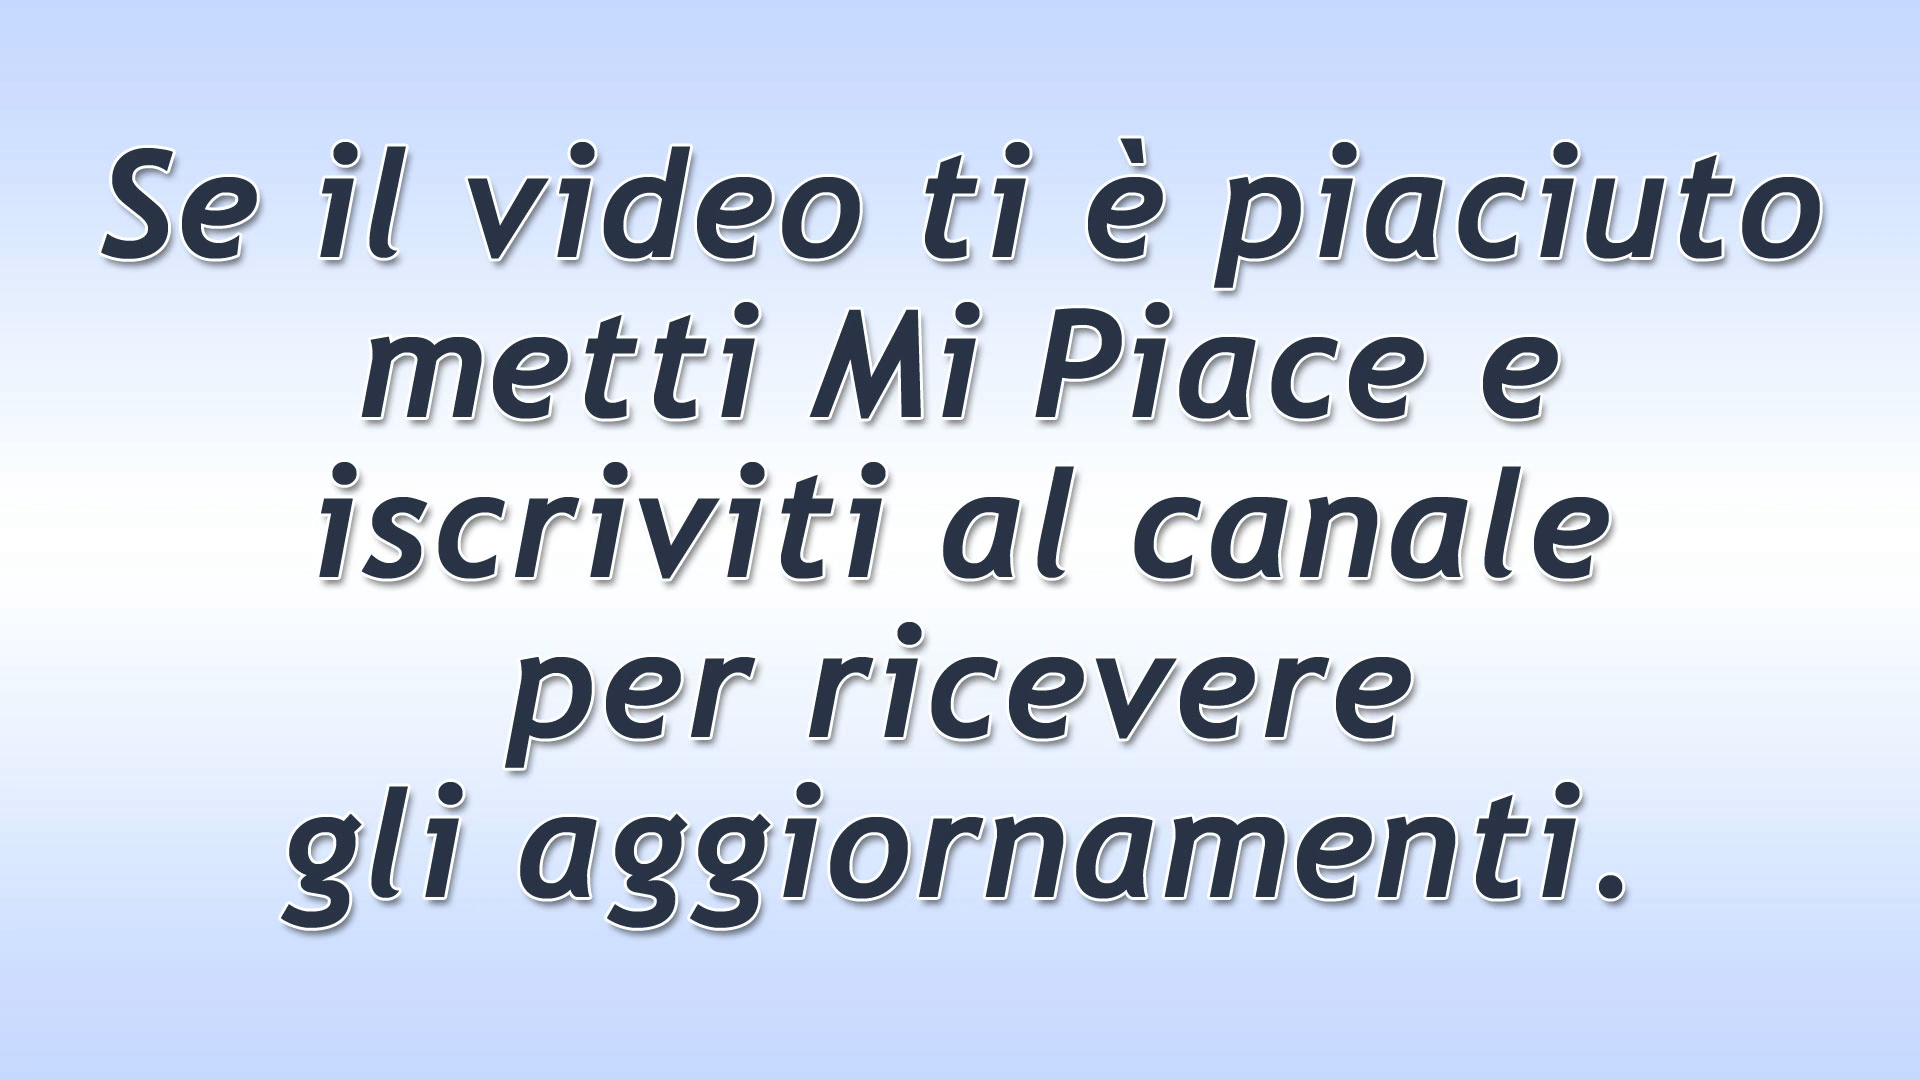 Se il video ti è piaciuto
metti Mi Piace e
iscriviti al canale
per ricevere
gli aggiornamenti.